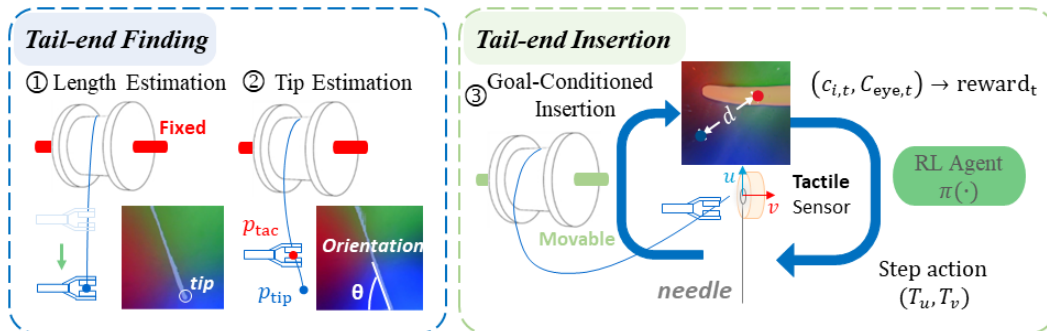 Tail-end Finding
① Length Estimation
② Tip Estimation
Fixed
tip
p_tac
p_tip
Orientation
θ
Tail-end Insertion
③ Goal-Conditioned
Insertion
Movable
d
u
v
Tactile
Sensor
needle
(c_{i,t}, C_{eye,t}) → reward_t
RL Agent
π(·)
Step action
(T_u, T_v)